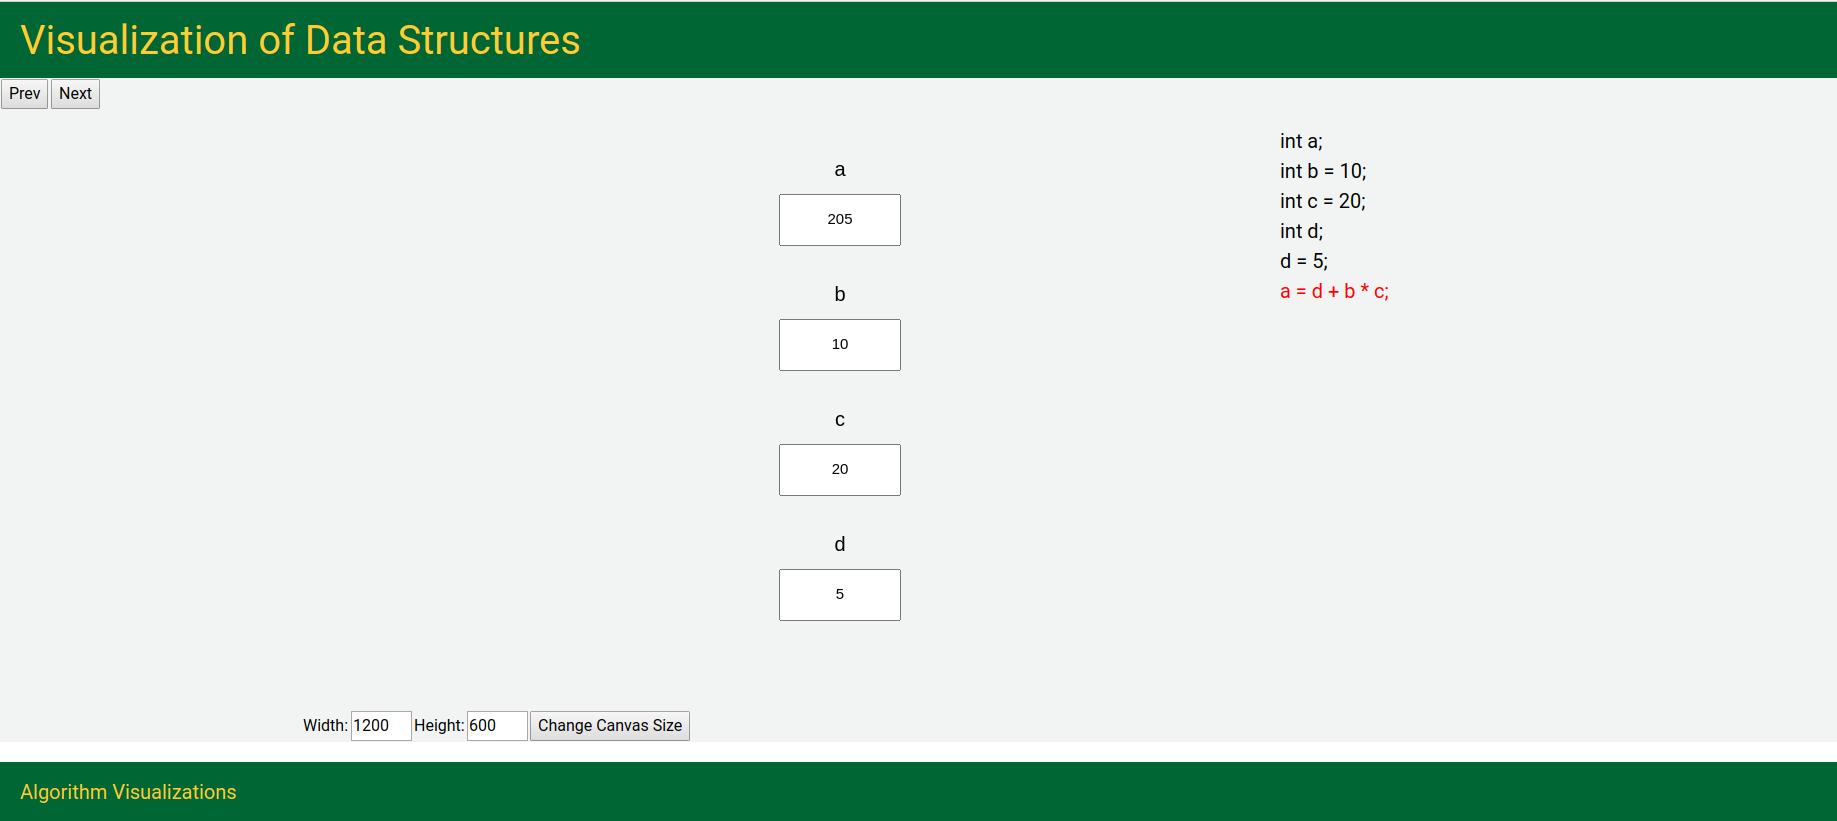 Visualization of Data Structures
Prev Next
a
205
b
10
c
20
d
5
int a;
int b = 10;
int c = 20;
int d;
d = 5;
a = d + b * c;
Width: 1200 Height: 600 Change Canvas Size
Algorithm Visualizations